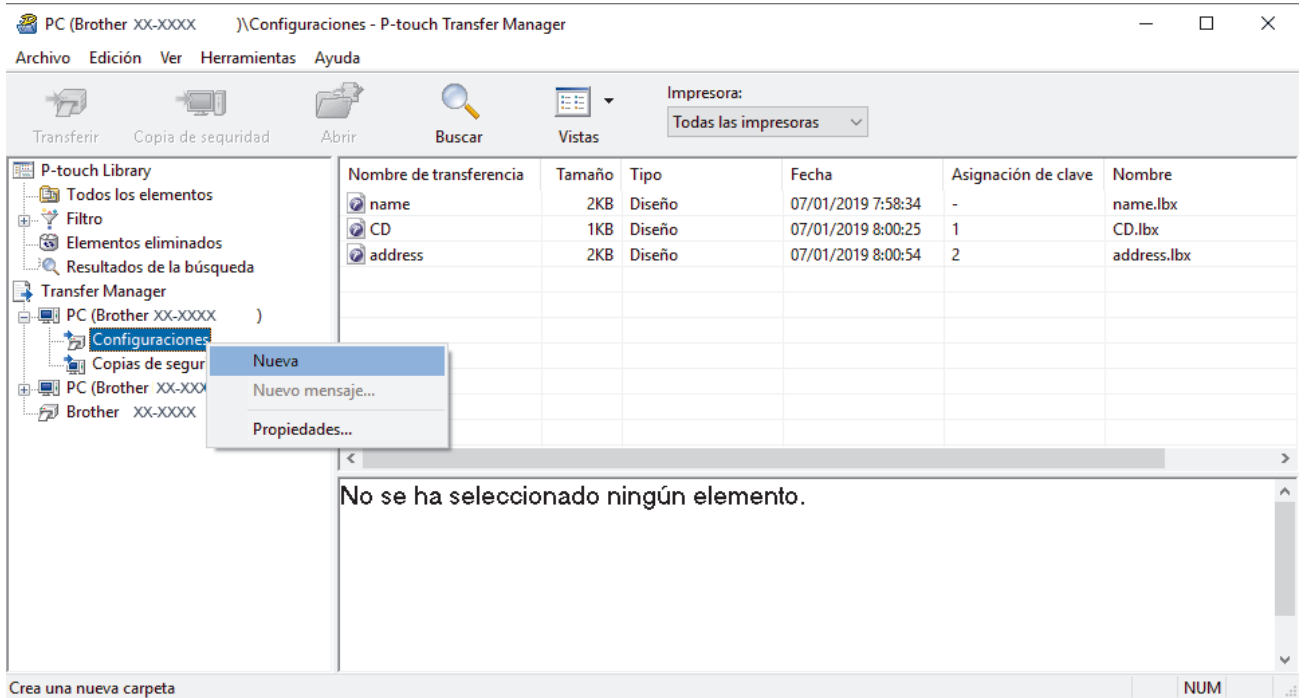 PC (Brother XX-XXXX )\Configuraciones - P-touch Transfer Manager
Archivo Edición Ver Herramientas Ayuda
Impresora:
Todas las impresoras
Transferir Copia de seguridad Abrir Buscar Vistas
P-touch Library
Todos los elementos
Filtro
Elementos eliminados
Resultados de la búsqueda
Transfer Manager
PC (Brother XX-XXXX )
Configuraciones
Copias de segur
PC (Brother XX-XXX
Brother XX-XXXX
Nueva
Nuevo mensaje...
Propiedades...
Nombre de transferencia Tamaño Tipo Fecha Asignación de clave Nombre
name 2KB Diseño 07/01/2019 7:58:34 - name.lbx
CD 1KB Diseño 07/01/2019 8:00:25 1 CD.lbx
address 2KB Diseño 07/01/2019 8:00:54 2 address.lbx
No se ha seleccionado ningún elemento.
Crea una nueva carpeta NUM